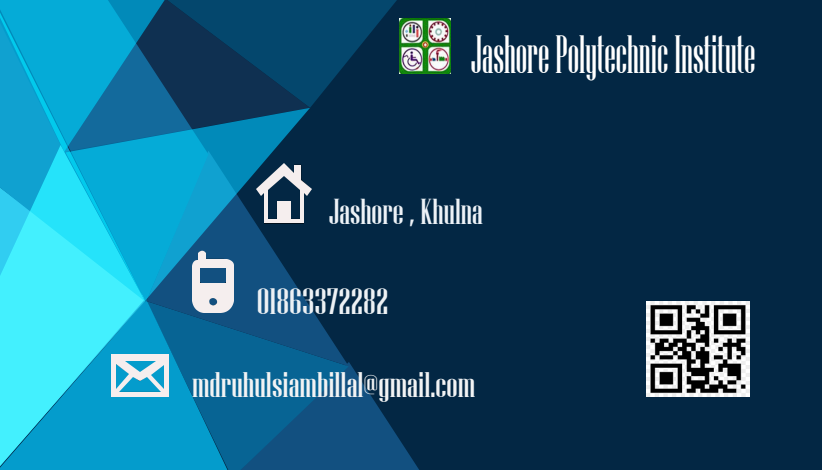 Jashore Polytechnic Institute
Jashore , Khulna
01863372282
mdruhulsiambillal@gmail.com